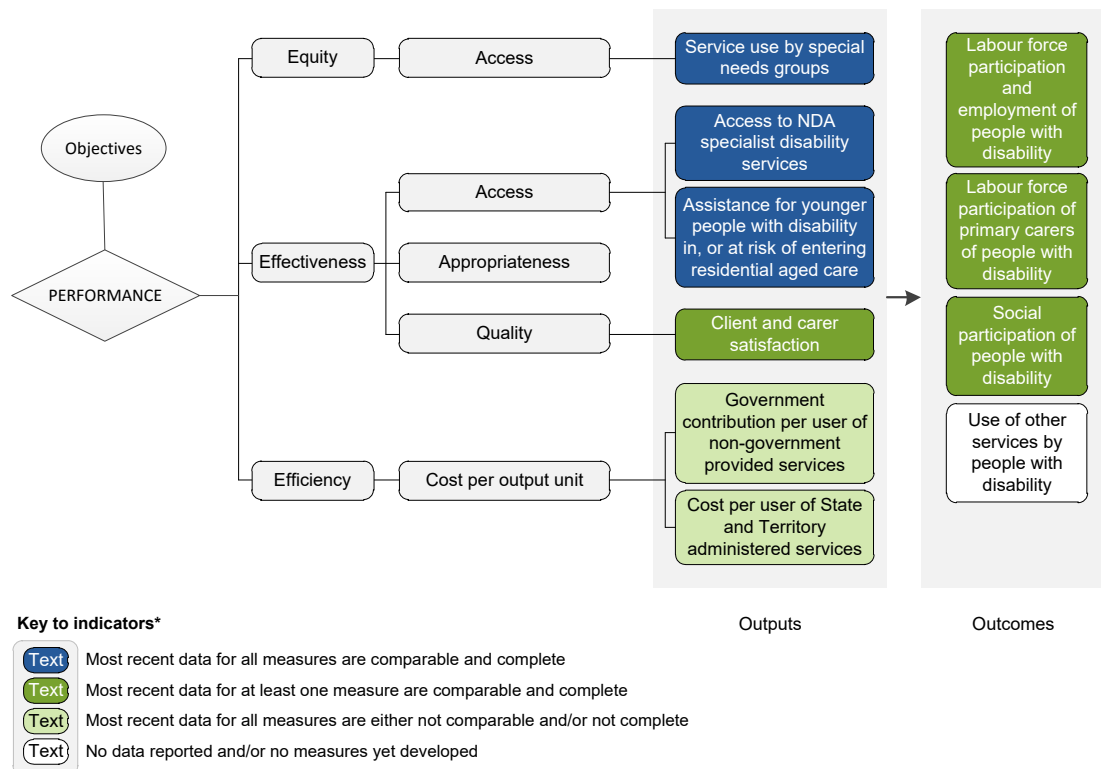 Objectives
PERFORMANCE
Equity
Access
Service use by special
needs groups
Effectiveness
Access
Access to NDA
specialist disability
services
Assistance for younger
people with disability
in, or at risk of entering
residential aged care
Appropriateness
Quality
Client and carer
satisfaction
Efficiency
Cost per output unit
Government
contribution per user of
non-government
provided services
Cost per user of State
and Territory
administered services
Labour force
participation
and
employment of
people with
disability
Labour force
participation of
primary carers
of people with
disability
Social
participation of
people with
disability
Use of other
services by
people with
disability
Outputs
Outcomes
Key to indicators*
Text Most recent data for all measures are comparable and complete
Text Most recent data for at least one measure are comparable and complete
Text Most recent data for all measures are either not comparable and/or not complete
Text No data reported and/or no measures yet developed